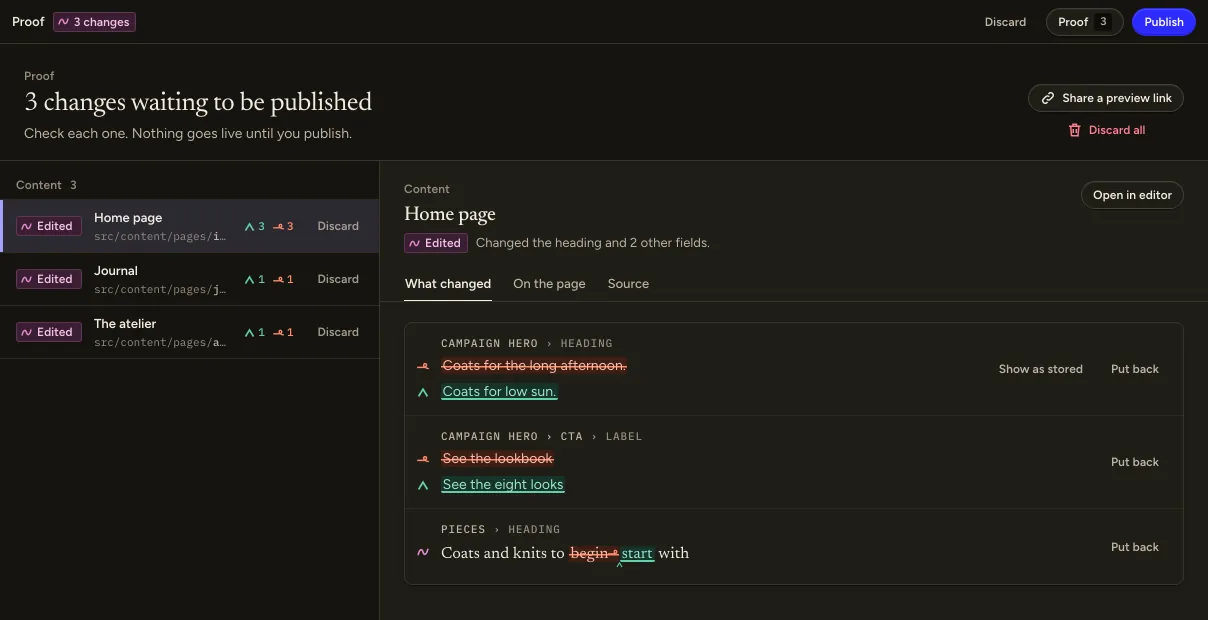 Proof 3 changes Discard Proof 3 Publish
Proof
3 changes waiting to be published
Check each one. Nothing goes live until you publish.
Share a preview link
Discard all
Content 3
Edited Home page 3 3 Discard
src/content/pages/i…
Edited Journal 1 1 Discard
src/content/pages/j…
Edited The atelier 1 1 Discard
src/content/pages/a…
Content
Home page
Open in editor
Edited Changed the heading and 2 other fields.
What changed On the page Source
CAMPAIGN HERO › HEADING
Coats for the long afternoon.
Coats for low sun.
Show as stored Put back
CAMPAIGN HERO › CTA › LABEL
See the lookbook
See the eight looks
Put back
PIECES › HEADING
Coats and knits to begin start with
Put back